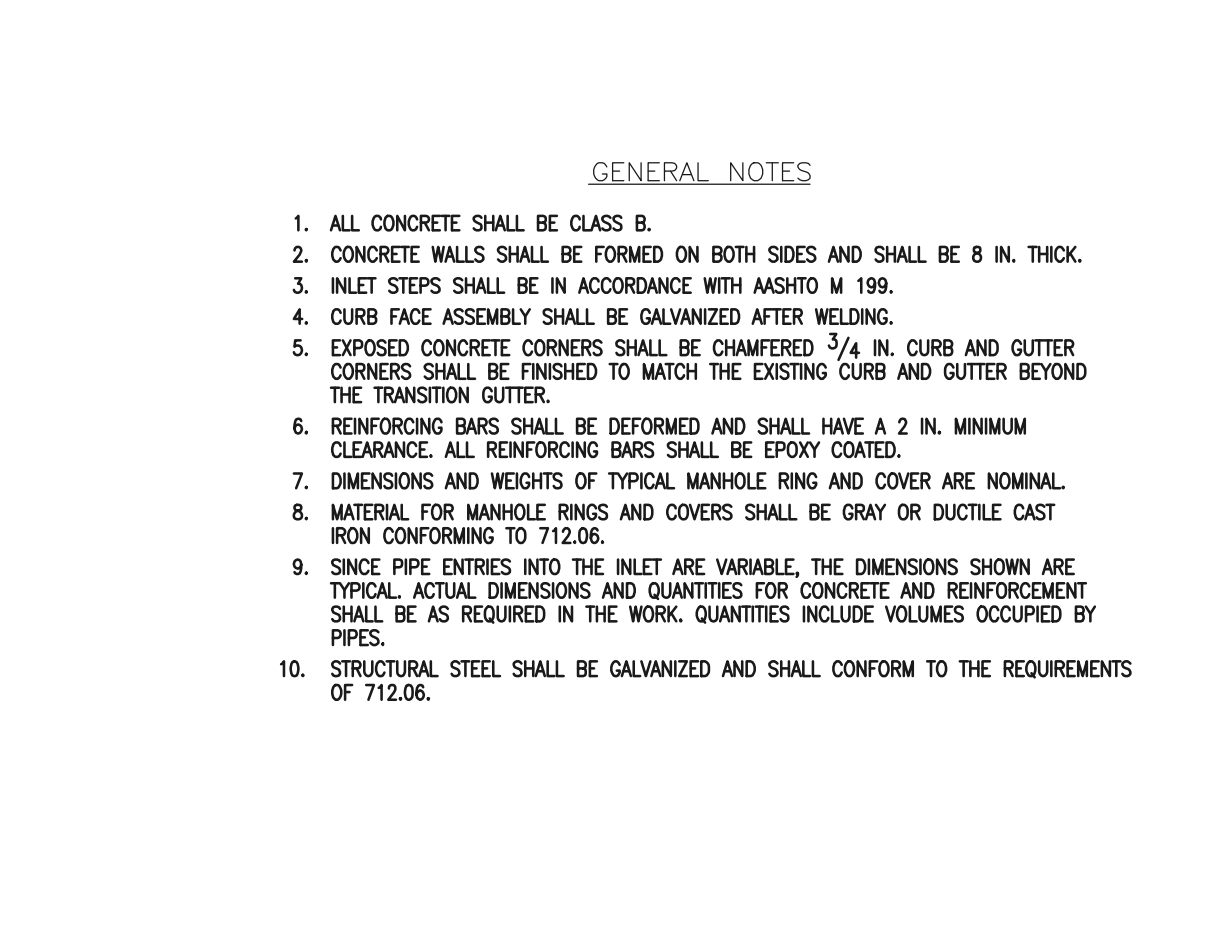 GENERAL NOTES
1. ALL CONCRETE SHALL BE CLASS B.
2. CONCRETE WALLS SHALL BE FORMED ON BOTH SIDES AND SHALL BE 8 IN. THICK.
3. INLET STEPS SHALL BE IN ACCORDANCE WITH AASHTO M 199.
4. CURB FACE ASSEMBLY SHALL BE GALVANIZED AFTER WELDING.
5. EXPOSED CONCRETE CORNERS SHALL BE CHAMFERED 3/4 IN. CURB AND GUTTER
CORNERS SHALL BE FINISHED TO MATCH THE EXISTING CURB AND GUTTER BEYOND
THE TRANSITION GUTTER.
6. REINFORCING BARS SHALL BE DEFORMED AND SHALL HAVE A 2 IN. MINIMUM
CLEARANCE. ALL REINFORCING BARS SHALL BE EPOXY COATED.
7. DIMENSIONS AND WEIGHTS OF TYPICAL MANHOLE RING AND COVER ARE NOMINAL.
8. MATERIAL FOR MANHOLE RINGS AND COVERS SHALL BE GRAY OR DUCTILE CAST
IRON CONFORMING TO 712.06.
9. SINCE PIPE ENTRIES INTO THE INLET ARE VARIABLE, THE DIMENSIONS SHOWN ARE
TYPICAL. ACTUAL DIMENSIONS AND QUANTITIES FOR CONCRETE AND REINFORCEMENT
SHALL BE AS REQUIRED IN THE WORK. QUANTITIES INCLUDE VOLUMES OCCUPIED BY
PIPES.
10. STRUCTURAL STEEL SHALL BE GALVANIZED AND SHALL CONFORM TO THE REQUIREMENTS
OF 712.06.